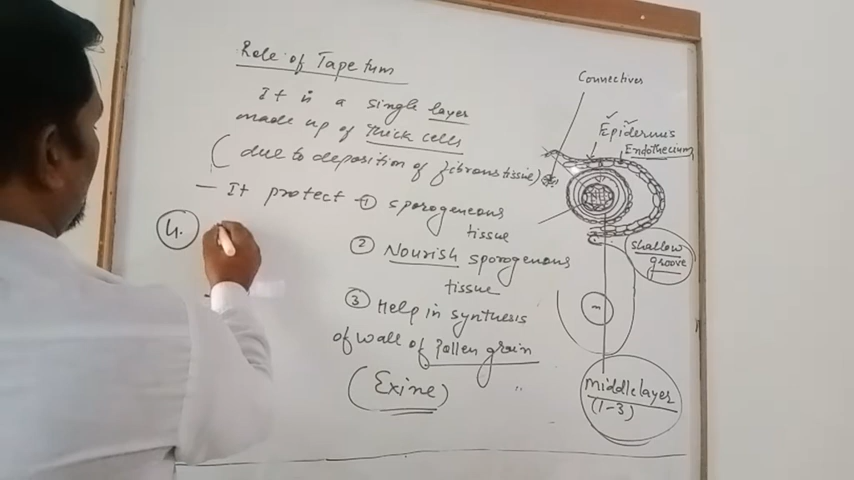 Role of Tapetum
It is a single layer
made up of thick cells
(due to deposition of fibrous tissue)
— It protect ① sporogeneous
tissue
② Nourish sporogenous
tissue
③ Help in synthesis
of wall of Pollen grain
(Exine)
4.
Connectives
Epidermis
Endothecium
shallow
groove
m
Middle layer
(1-3)